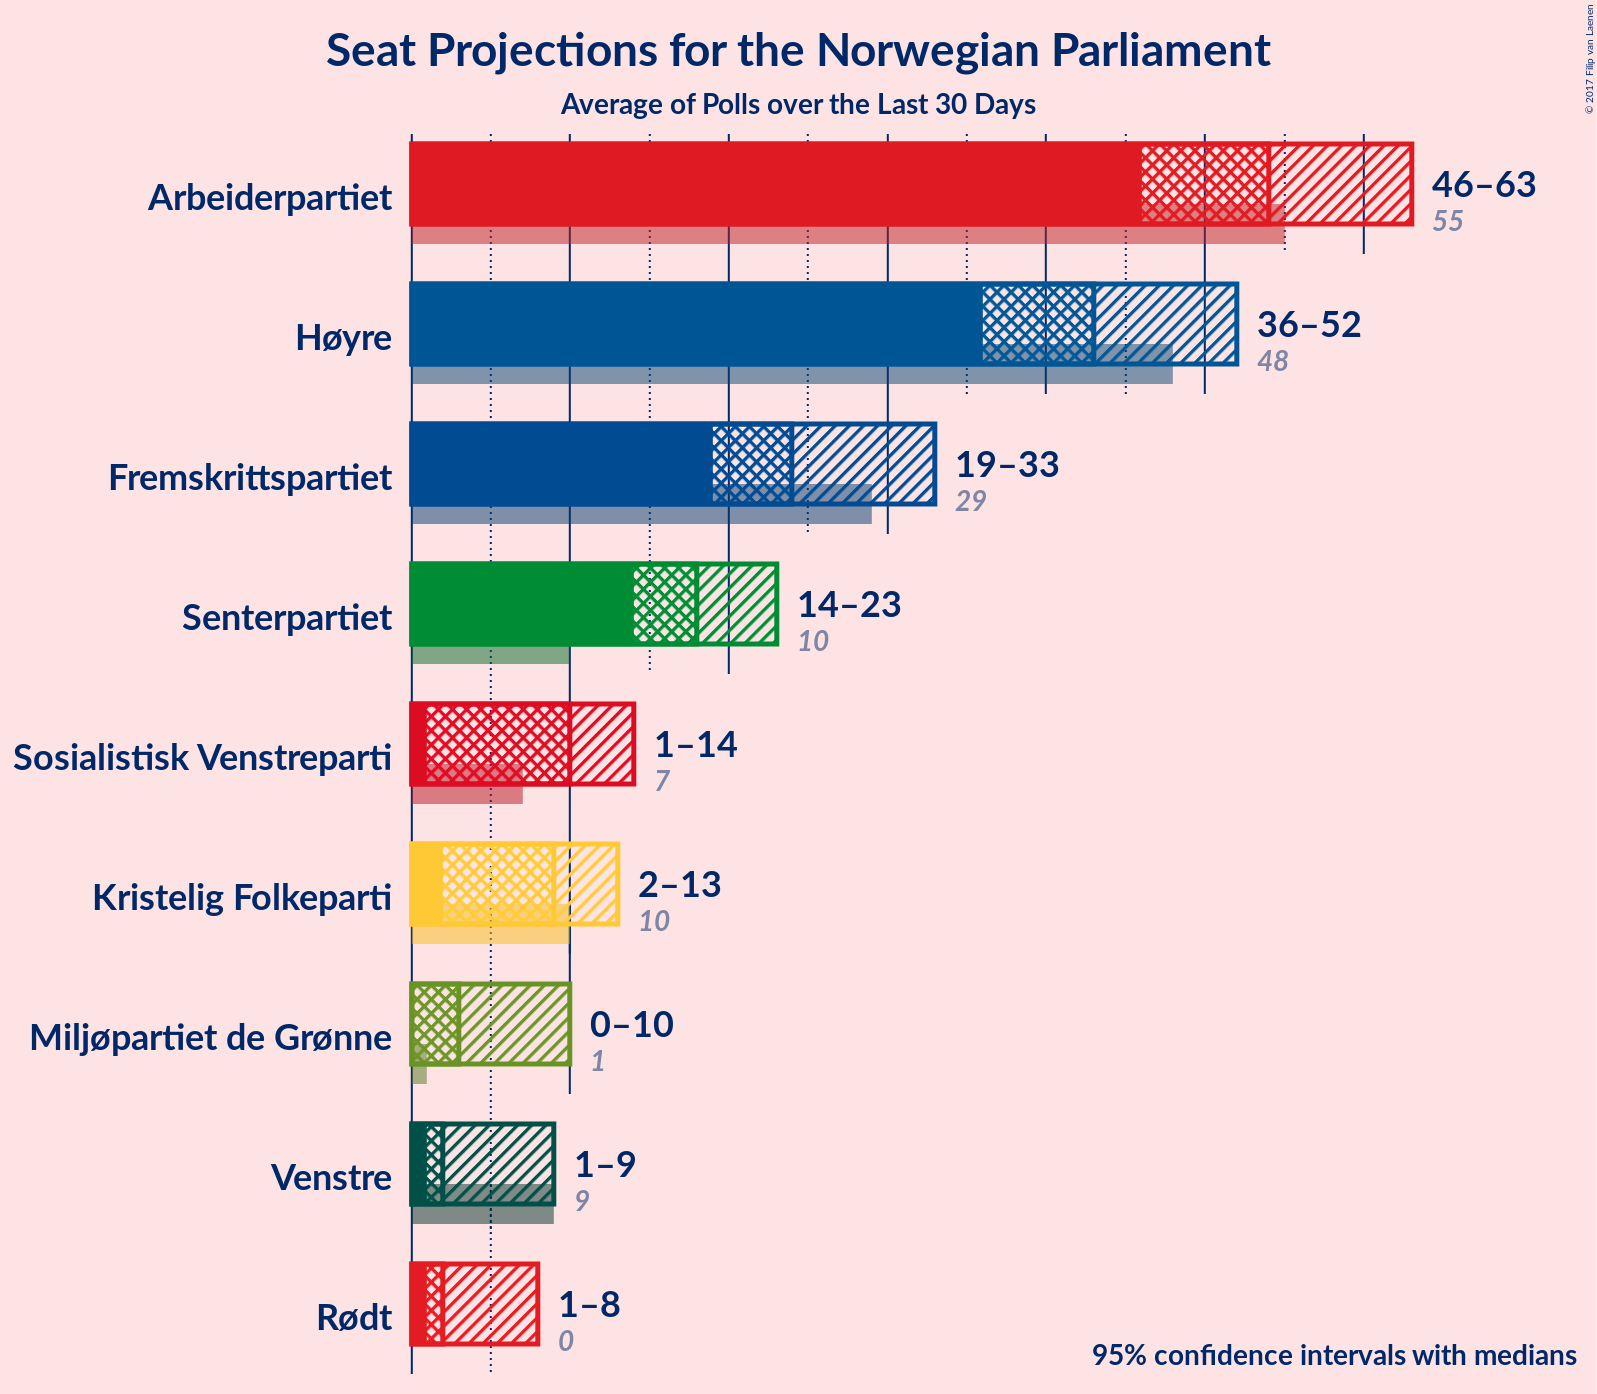 Seat Projections for the Norwegian Parliament
Average of Polls over the Last 30 Days
© 2017 Filip van Laenen
Arbeiderpartiet
46–63
55
Høyre
36–52
48
Fremskrittspartiet
19–33
29
Senterpartiet
14–23
10
Sosialistisk Venstreparti
1–14
7
Kristelig Folkeparti
2–13
10
Miljøpartiet de Grønne
0–10
1
Venstre
1–9
9
Rødt
1–8
0
95% confidence intervals with medians